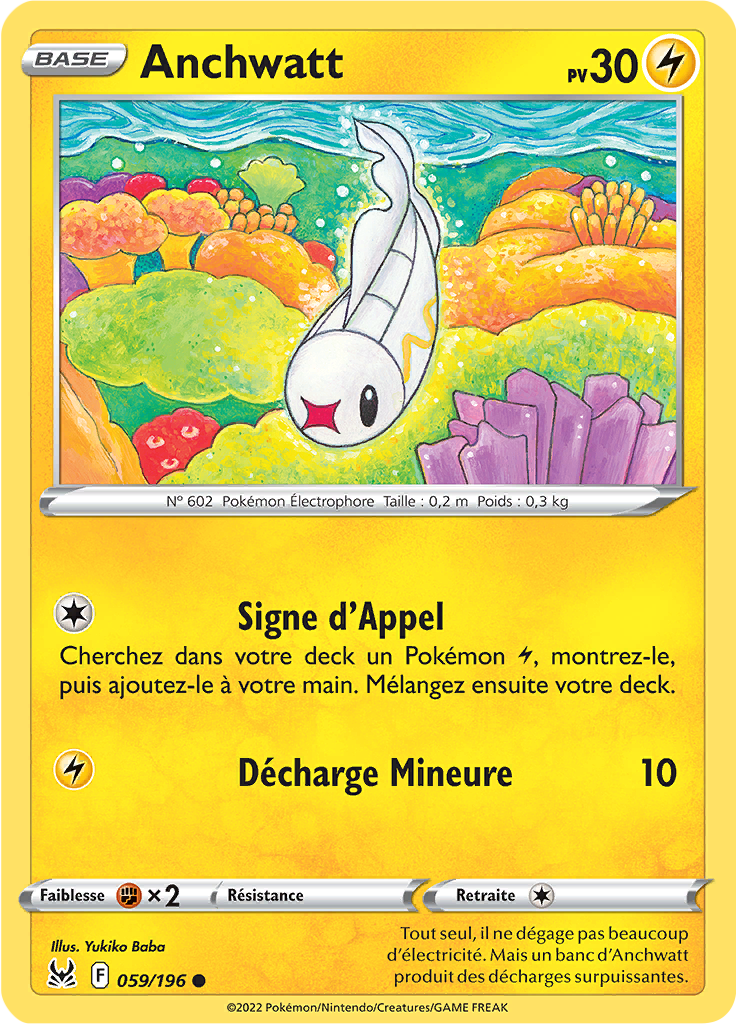 BASE
Anchwatt
PV 30
Nº 602 Pokémon Électrophore Taille : 0,2 m Poids : 0,3 kg
Signe d'Appel
Cherchez dans votre deck un Pokémon , montrez-le,
puis ajoutez-le à votre main. Mélangez ensuite votre deck.
Décharge Mineure 10
Faiblesse ×2 Résistance Retraite
Illus. Yukiko Baba
F 059/196
Tout seul, il ne dégage pas beaucoup
d'électricité. Mais un banc d'Anchwatt
produit des décharges surpuissantes.
©2022 Pokémon/Nintendo/Creatures/GAME FREAK